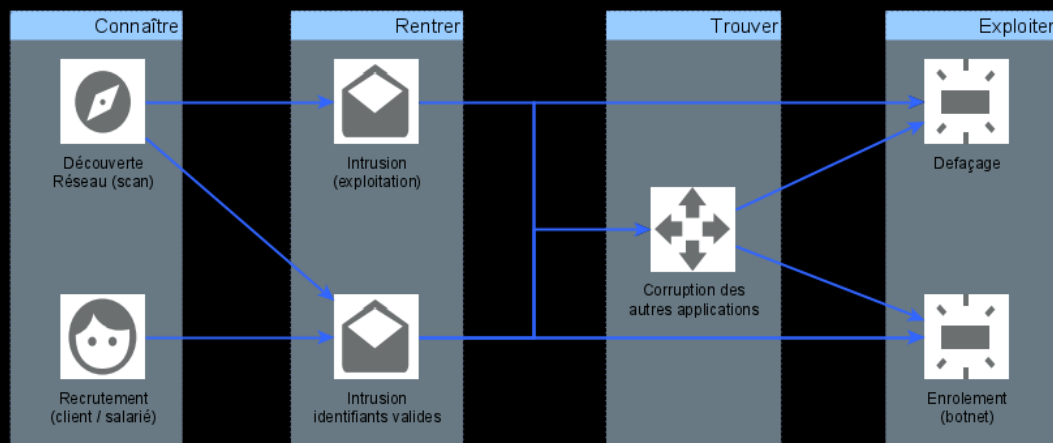 Connaître
Rentrer
Trouver
Exploiter
Découverte
Réseau (scan)
Intrusion
(exploitation)
Defaçage
Corruption des
autres applications
Recrutement
(client / salarié)
Intrusion
identifiants valides
Enrolement
(botnet)